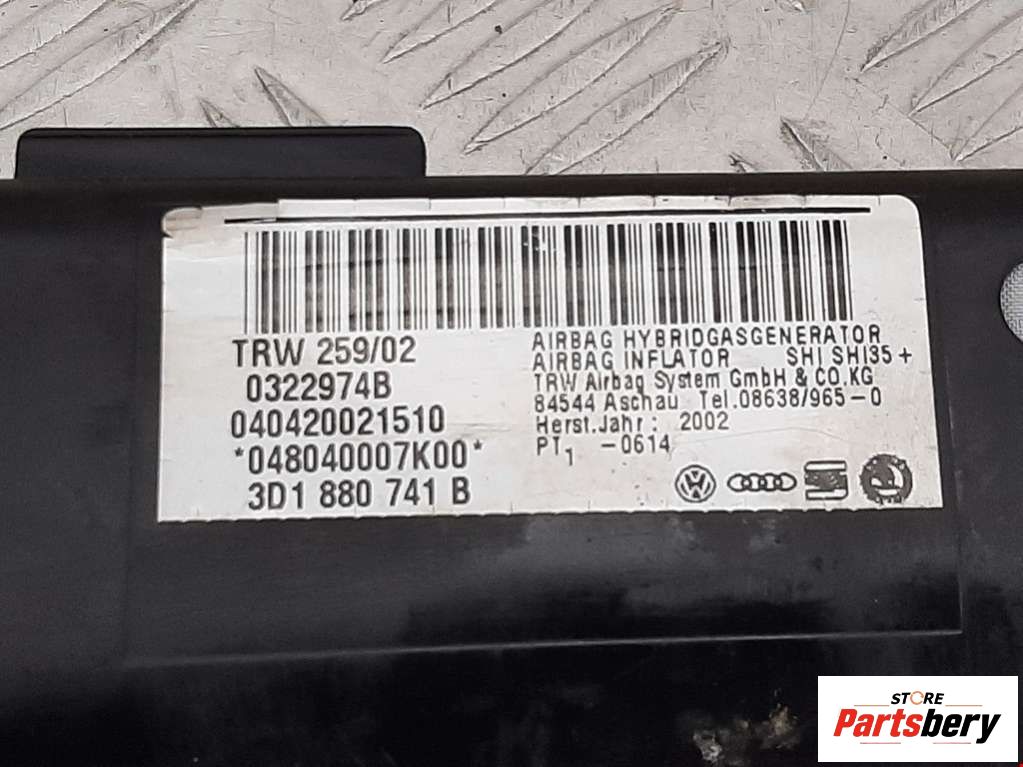 TRW 259/02
0322974B
040420021510
*048040007K00*
3D1 880 741 B
AIRBAG HYBRIDGASGENERATOR
AIRBAG INFLATOR SHI SHI35 +
TRW Airbag System GmbH & CO.KG
84544 Aschau Tel.08638/965-0
Herst.Jahr: 2002
PT1 -0614
STORE
Partsbery